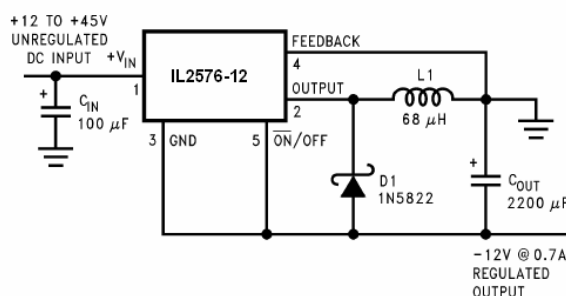 +12 TO +45V
UNREGULATED
DC INPUT
+VIN
1
CIN
100 µF
IL2576-12
FEEDBACK
4
OUTPUT
2
3 GND
5 ON/OFF
L1
68 µH
D1
1N5822
COUT
2200 µF
-12V @ 0.7A
REGULATED
OUTPUT